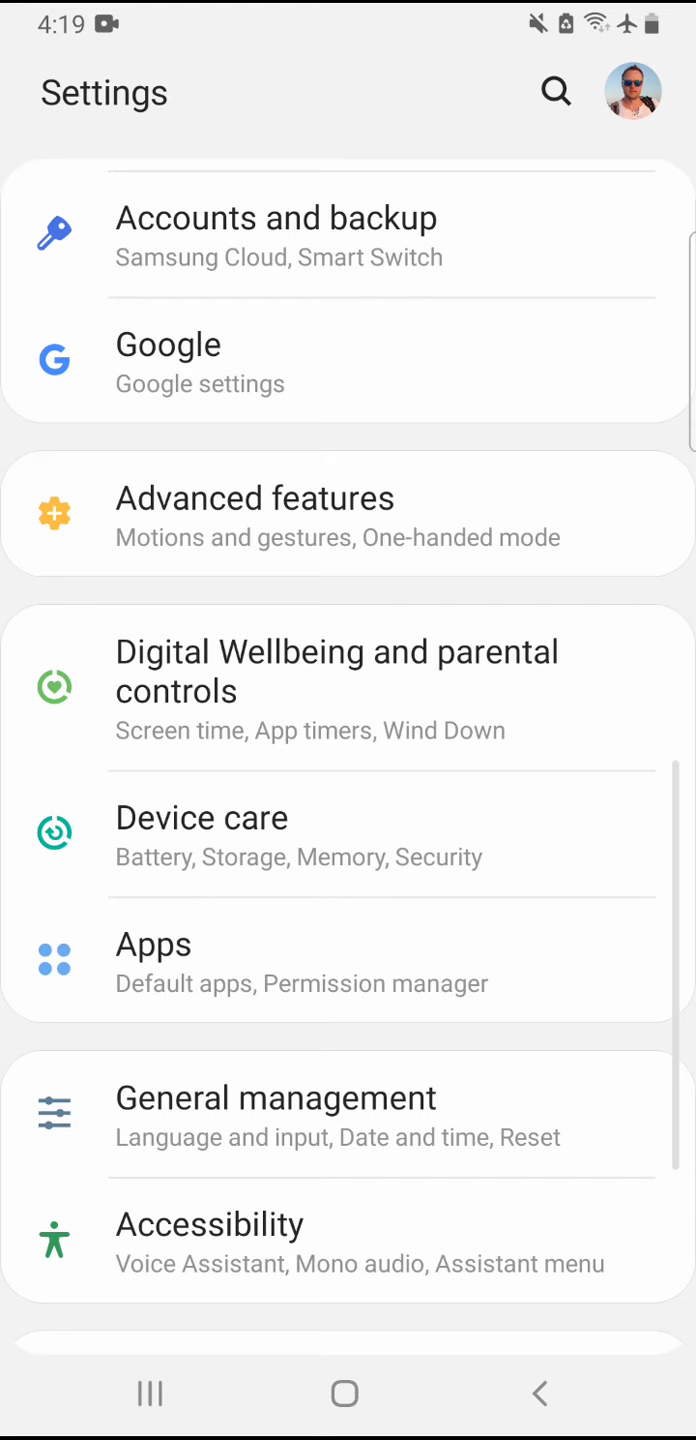 4:19
Settings
Accounts and backup
Samsung Cloud, Smart Switch
Google
Google settings
Advanced features
Motions and gestures, One-handed mode
Digital Wellbeing and parental
controls
Screen time, App timers, Wind Down
Device care
Battery, Storage, Memory, Security
Apps
Default apps, Permission manager
General management
Language and input, Date and time, Reset
Accessibility
Voice Assistant, Mono audio, Assistant menu